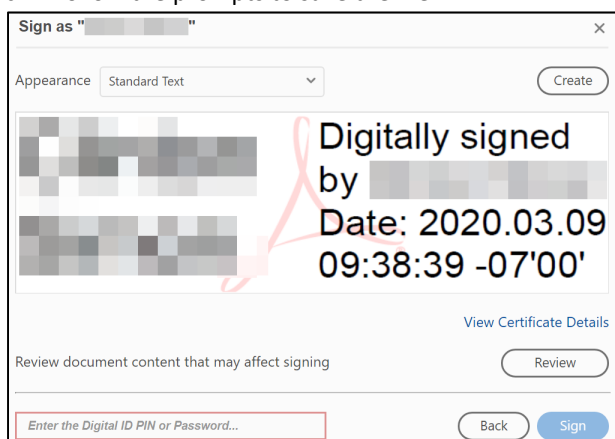 Sign as " "
×
Appearance Standard Text Create
Digitally signed
by
Date: 2020.03.09
09:38:39 -07'00'
View Certificate Details
Review document content that may affect signing Review
Enter the Digital ID PIN or Password... Back Sign